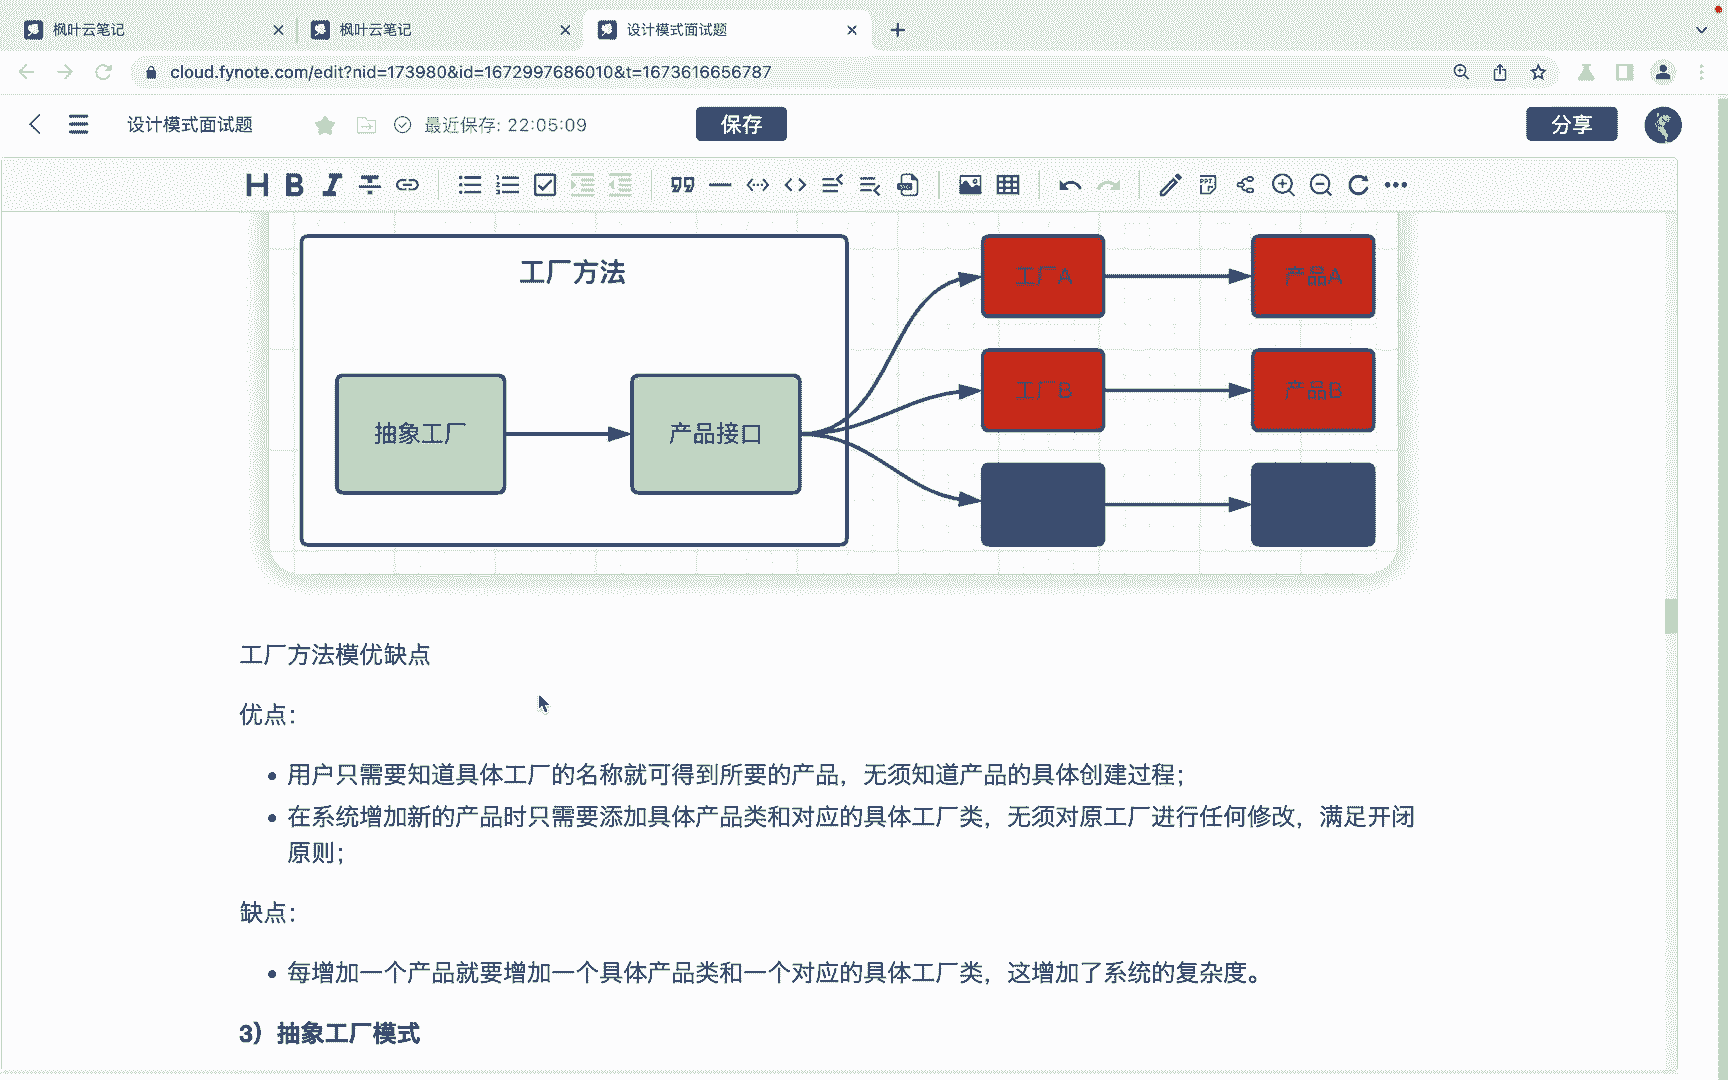 枫叶云笔记
枫叶云笔记
设计模式面试题
cloud.fynote.com/edit?nid=173980&id=1672997686010&t=1673616656787
设计模式面试题
最近保存: 22:05:09
保存
分享
工厂方法
抽象工厂
产品接口
工厂A
产品A
工厂B
产品B
工厂方法模优缺点
优点：
用户只需要知道具体工厂的名称就可得到所要的产品，无须知道产品的具体创建过程；
在系统增加新的产品时只需要添加具体产品类和对应的具体工厂类，无须对原工厂进行任何修改，满足开闭
原则；
缺点：
每增加一个产品就要增加一个具体产品类和一个对应的具体工厂类，这增加了系统的复杂度。
3）抽象工厂模式